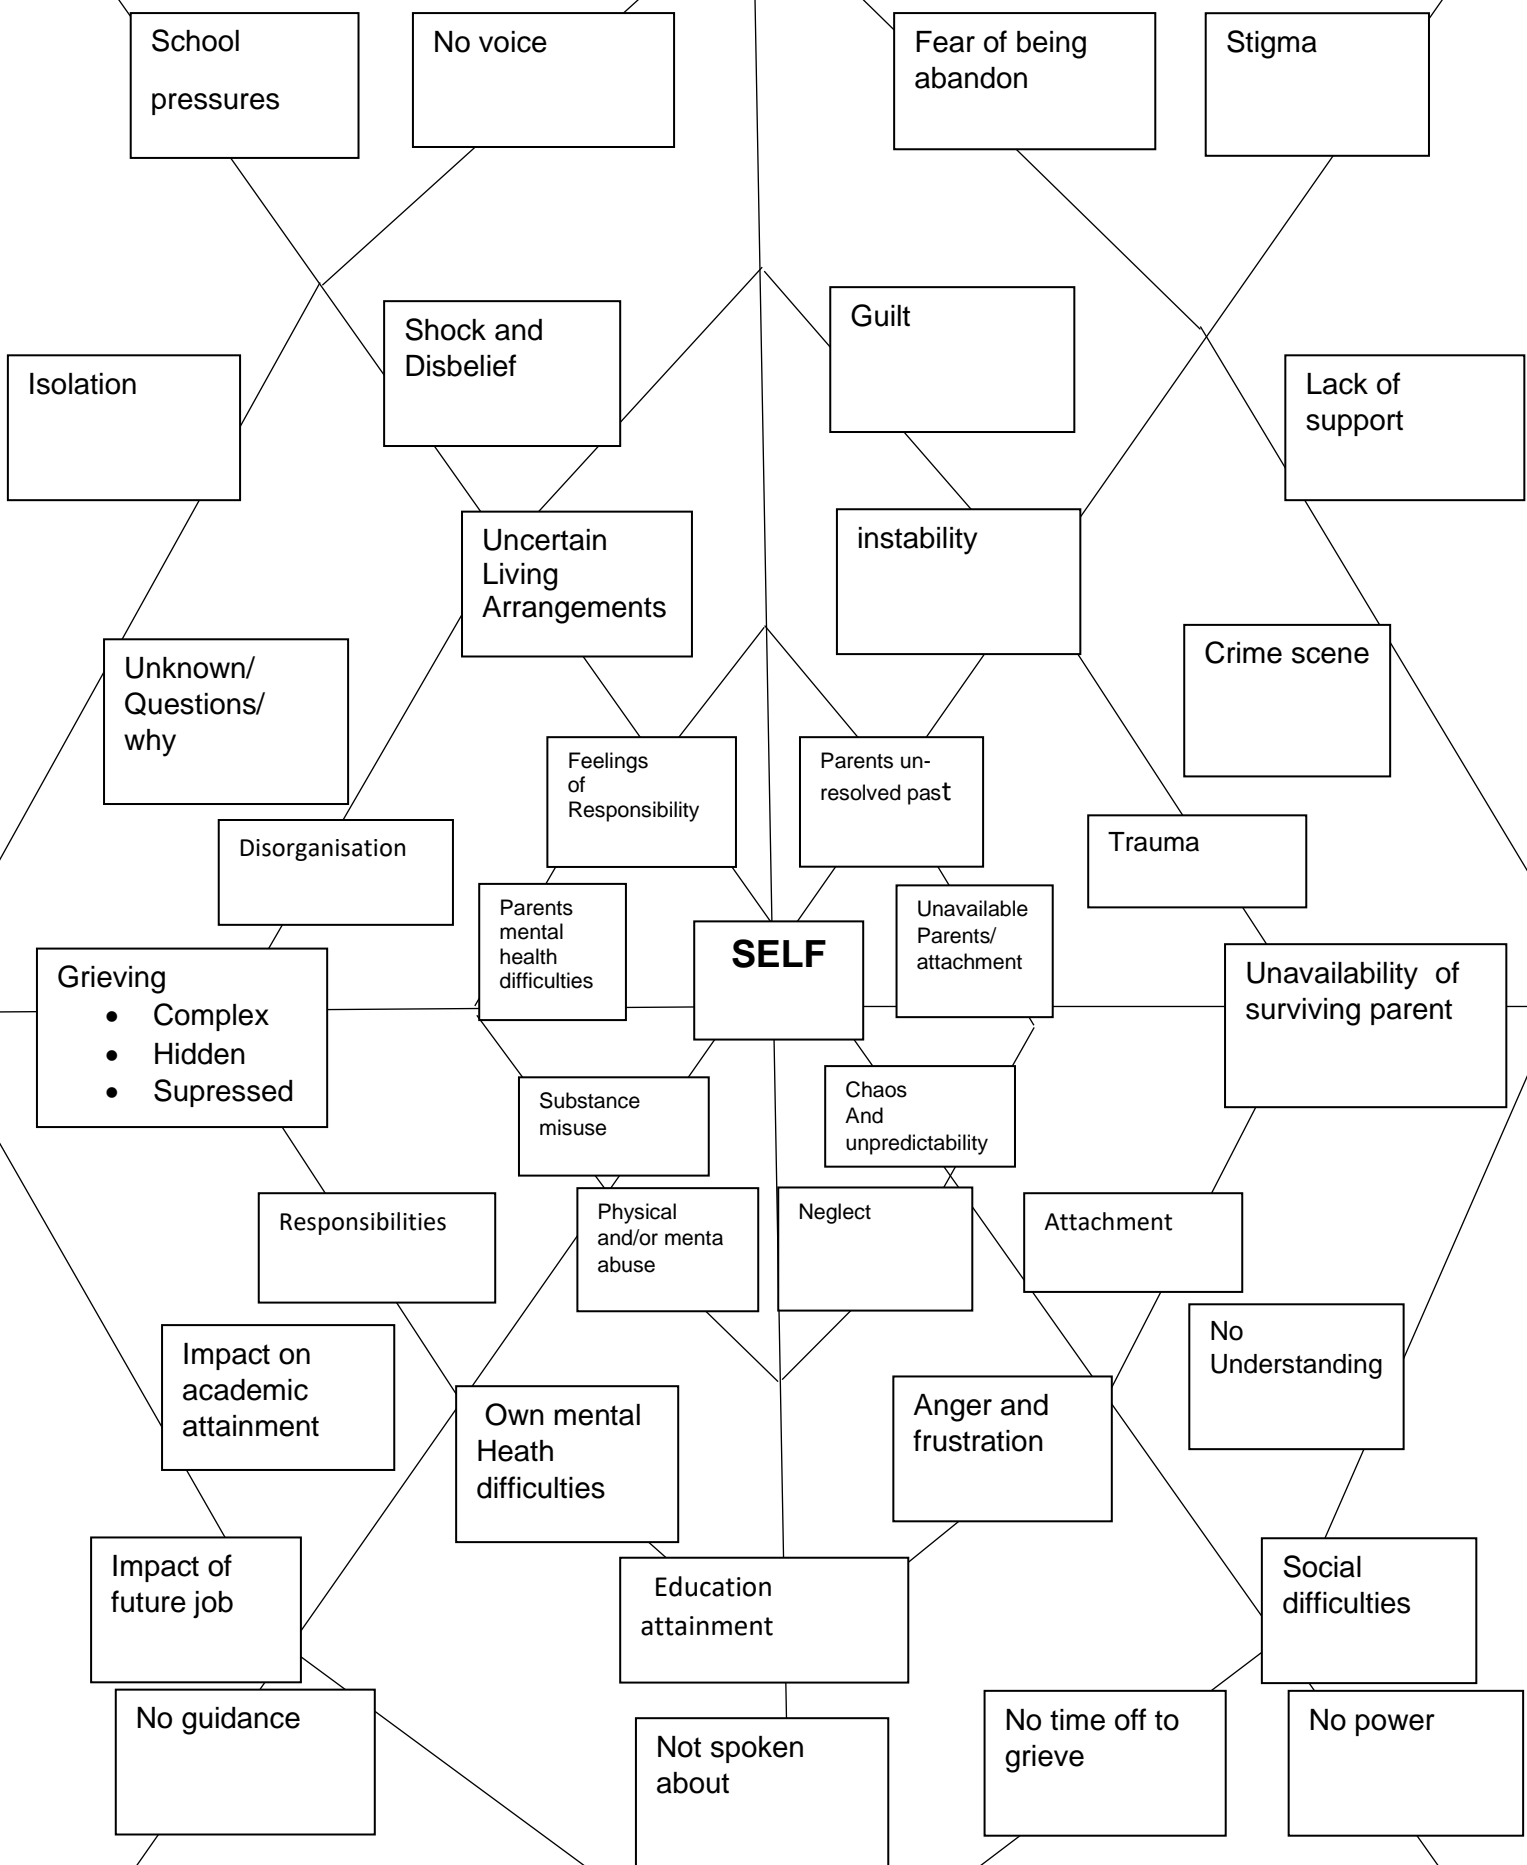 School
pressures
No voice
Fear of being
abandon
Stigma
Isolation
Shock and
Disbelief
Guilt
Lack of
support
Uncertain
Living
Arrangements
instability
Unknown/
Questions/
why
Crime scene
Feelings
of
Responsibility
Parents un-
resolved past
Disorganisation
Trauma
Parents
mental
health
difficulties
SELF
Unavailable
Parents/
attachment
Grieving
• Complex
• Hidden
• Supressed
Unavailability of
surviving parent
Substance
misuse
Chaos
And
unpredictability
Responsibilities
Physical
and/or menta
abuse
Neglect
Attachment
Impact on
academic
attainment
No
Understanding
Own mental
Heath
difficulties
Anger and
frustration
Impact of
future job
Education
attainment
Social
difficulties
No guidance
Not spoken
about
No time off to
grieve
No power